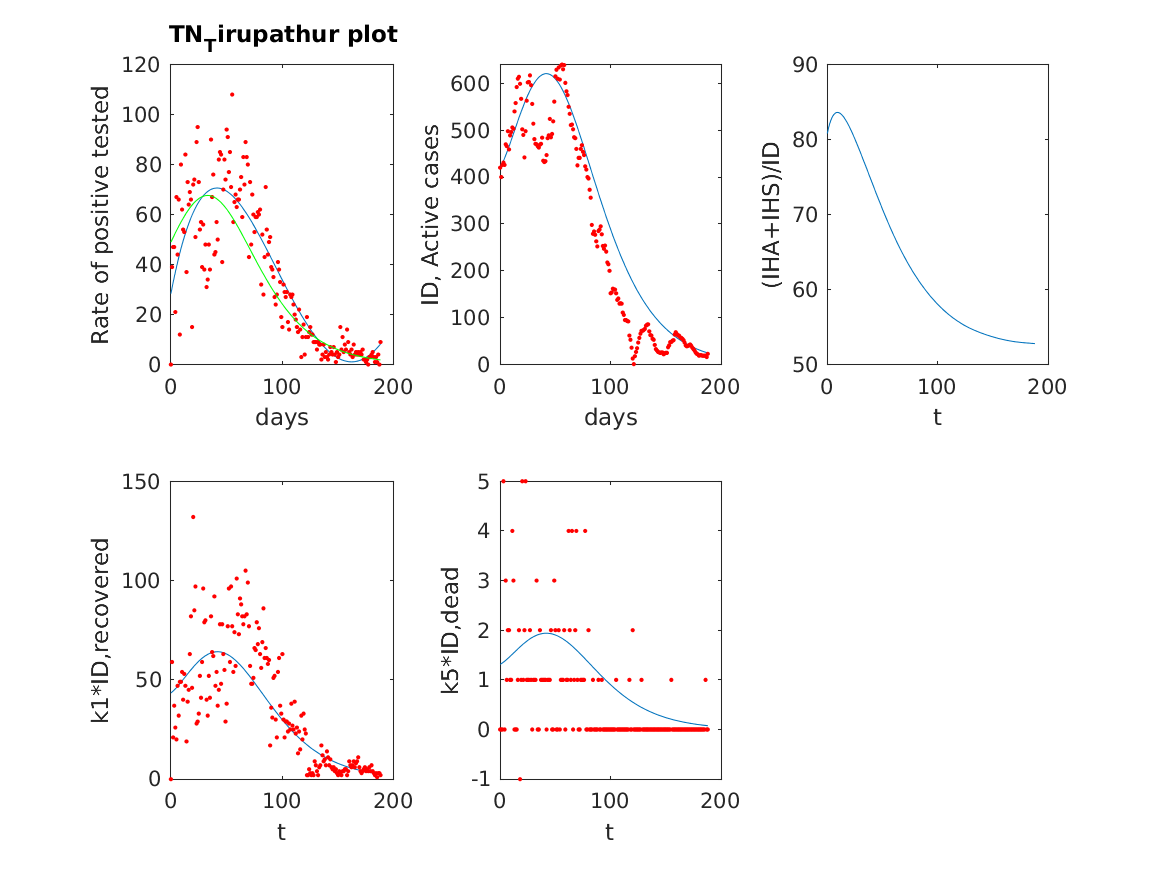 TN_Tirupathur plot
120
100
80
60
40
20
0
0 100 200
Rate of positive tested
days
600
500
400
300
200
100
0
0 100 200
ID, Active cases
days
90
80
70
60
50
0 100 200
(IHA+IHS)/ID
t
150
100
50
0
0 100 200
k1*ID,recovered
t
5
4
3
2
1
0
-1
0 100 200
k5*ID,dead
t